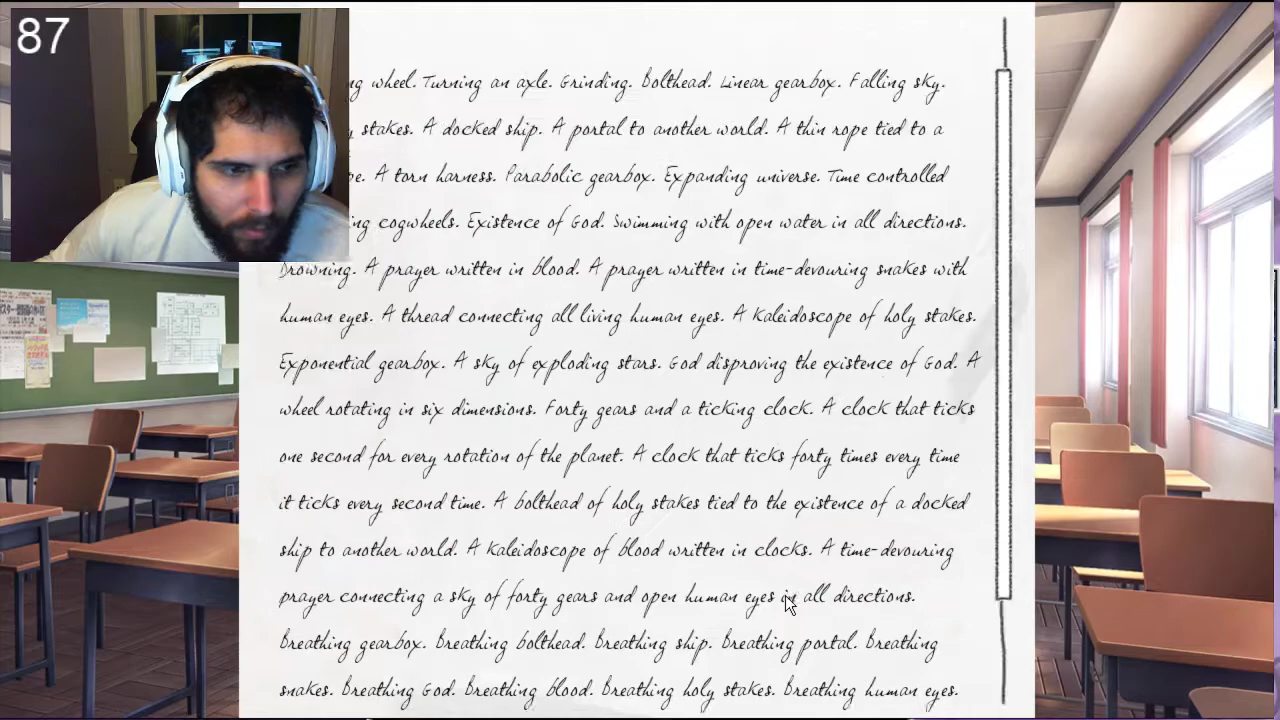 87
wheel. Turning an axle. Grinding. Bolthead. Linear gearbox. Falling sky.
stakes. A docked ship. A portal to another world. A thin rope tied to a
A torn harness. Parabolic gearbox. Expanding universe. Time controlled
cogwheels. Existence of God. Swimming with open water in all directions.
Drowning. A prayer written in blood. A prayer written in time-devouring snakes with
human eyes. A thread connecting all living human eyes. A kaleidoscope of holy stakes.
Exponential gearbox. A sky of exploding stars. God disproving the existence of God. A
wheel rotating in six dimensions. Forty gears and a ticking clock. A clock that ticks
one second for every rotation of the planet. A clock that ticks forty times every time
it ticks every second time. A bolthead of holy stakes tied to the existence of a docked
ship to another world. A kaleidoscope of blood written in clocks. A time-devouring
prayer connecting a sky of forty gears and open human eyes in all directions.
Breathing gearbox. Breathing bolthead. Breathing ship. Breathing portal. Breathing
snakes. Breathing God. Breathing blood. Breathing holy stakes. Breathing human eyes.